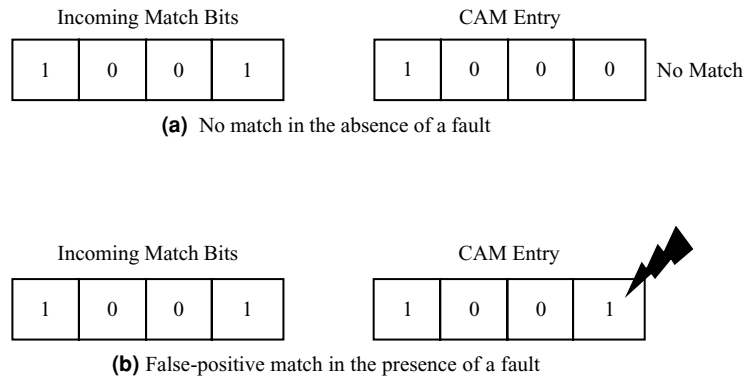 Incoming Match Bits CAM Entry
1 0 0 1 1 0 0 0 No Match
(a) No match in the absence of a fault
Incoming Match Bits CAM Entry
1 0 0 1 1 0 0 1
(b) False-positive match in the presence of a fault